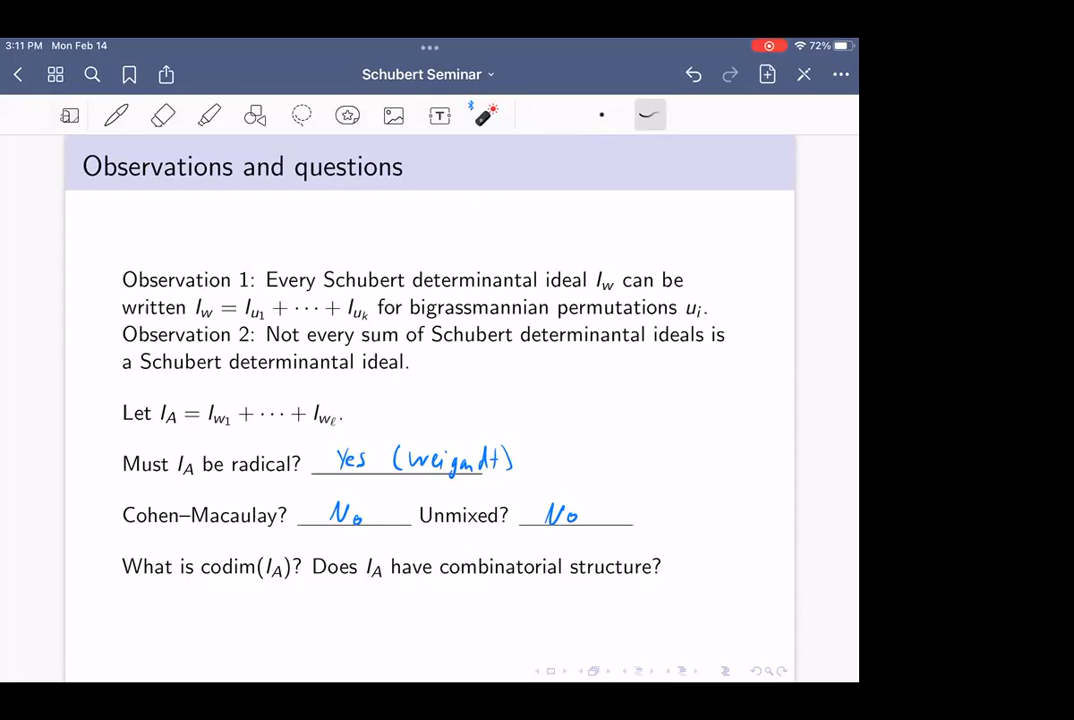 3:11 PM Mon Feb 14
72%
Schubert Seminar
T
Observations and questions
Observation 1: Every Schubert determinantal ideal I_w can be
written I_w = I_{u_1} + ··· + I_{u_k} for bigrassmannian permutations u_i.
Observation 2: Not every sum of Schubert determinantal ideals is
a Schubert determinantal ideal.
Let I_A = I_{w_1} + ··· + I_{w_ℓ}.
Must I_A be radical? Yes (Weigandt)
Cohen–Macaulay? No Unmixed? No
What is codim(I_A)? Does I_A have combinatorial structure?